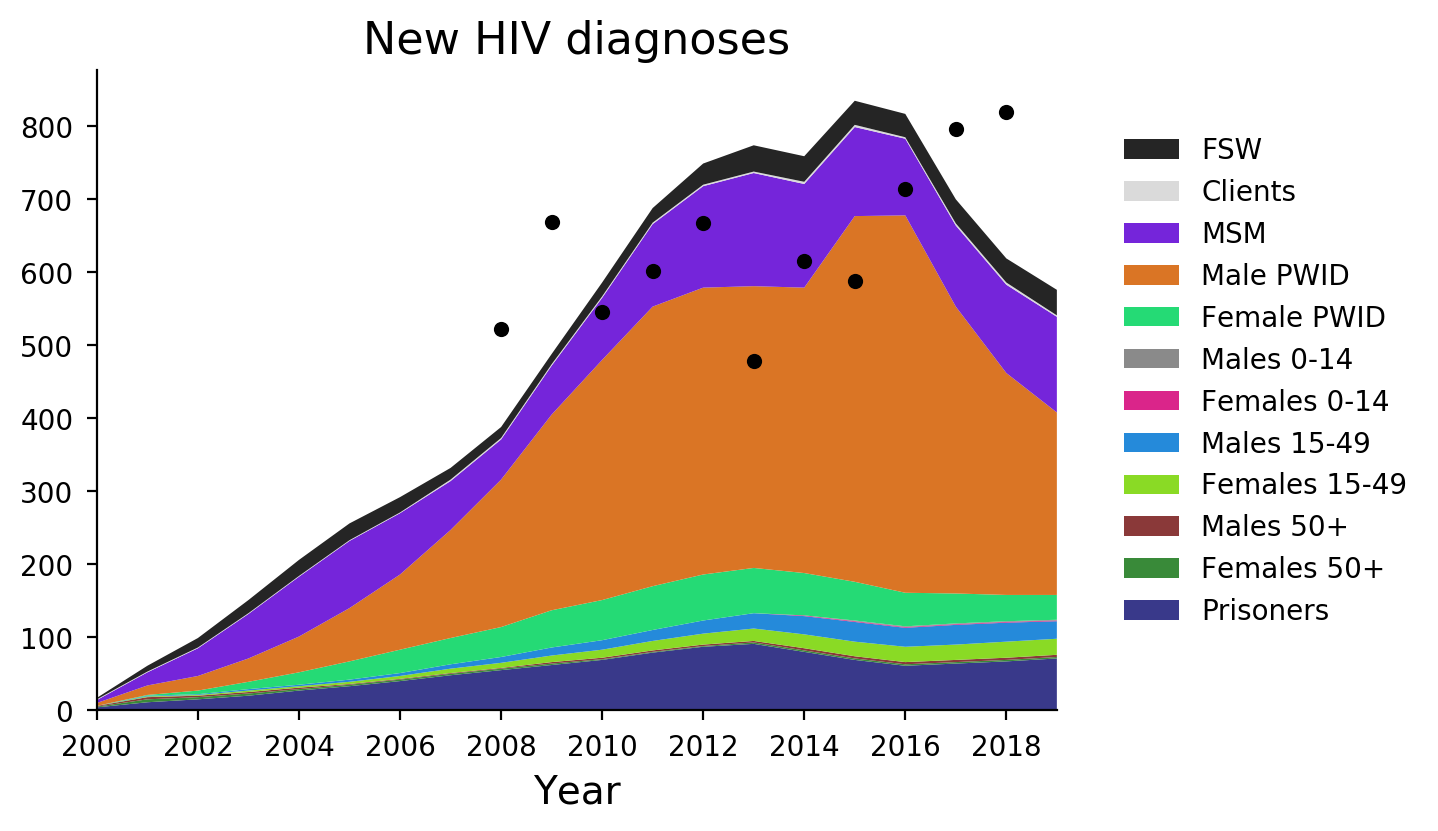 New HIV diagnoses
800
700
600
500
400
300
200
100
0
2000 2002 2004 2006 2008 2010 2012 2014 2016 2018
Year
FSW
Clients
MSM
Male PWID
Female PWID
Males 0-14
Females 0-14
Males 15-49
Females 15-49
Males 50+
Females 50+
Prisoners